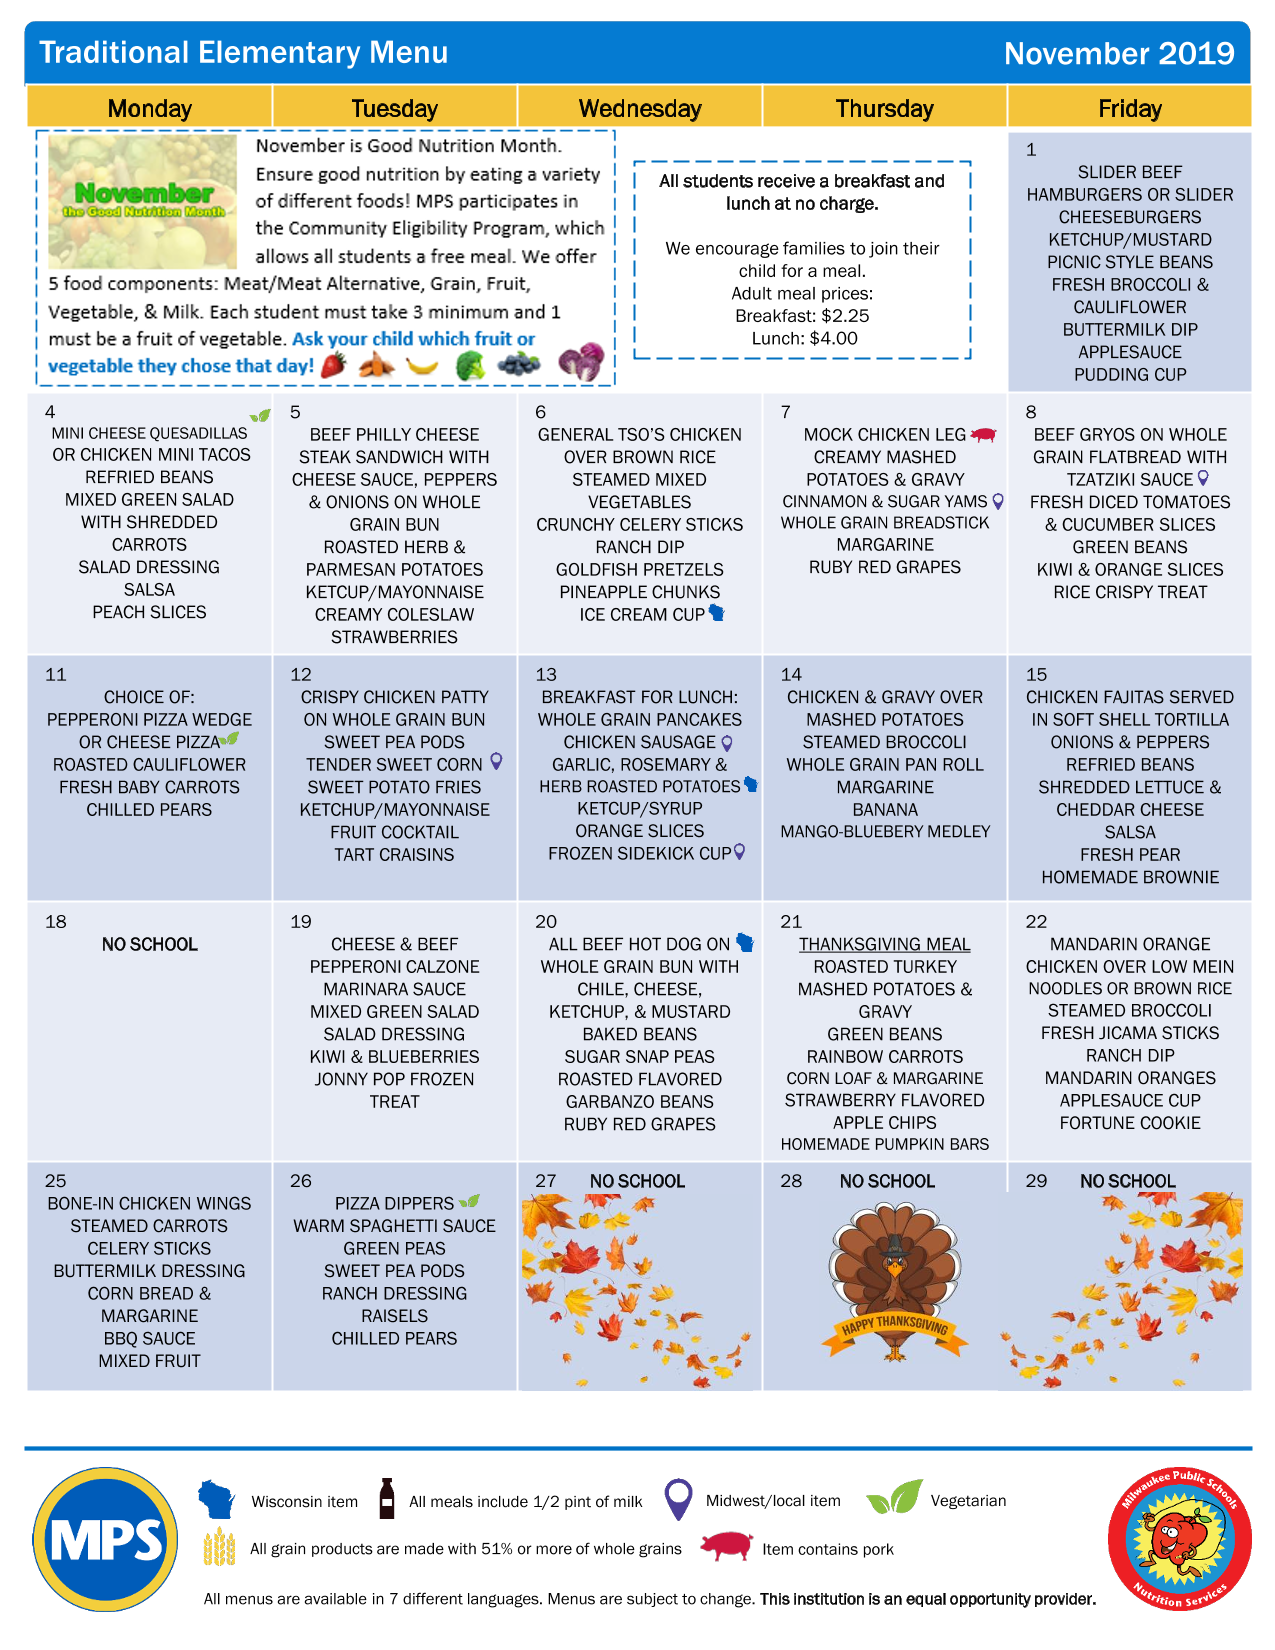 Traditional Elementary Menu
November 2019
Monday
Tuesday
Wednesday
Thursday
Friday
November
the Good Nutrition Month
November is Good Nutrition Month.
Ensure good nutrition by eating a variety
of different foods! MPS participates in
the Community Eligibility Program, which
allows all students a free meal. We offer
5 food components: Meat/Meat Alternative, Grain, Fruit,
Vegetable, & Milk. Each student must take 3 minimum and 1
must be a fruit of vegetable. Ask your child which fruit or
vegetable they chose that day!
All students receive a breakfast and
lunch at no charge.
We encourage families to join their
child for a meal.
Adult meal prices:
Breakfast: $2.25
Lunch: $4.00
1
SLIDER BEEF
HAMBURGERS OR SLIDER
CHEESEBURGERS
KETCHUP/MUSTARD
PICNIC STYLE BEANS
FRESH BROCCOLI &
CAULIFLOWER
BUTTERMILK DIP
APPLESAUCE
PUDDING CUP
4
MINI CHEESE QUESADILLAS
OR CHICKEN MINI TACOS
REFRIED BEANS
MIXED GREEN SALAD
WITH SHREDDED
CARROTS
SALAD DRESSING
SALSA
PEACH SLICES
5
BEEF PHILLY CHEESE
STEAK SANDWICH WITH
CHEESE SAUCE, PEPPERS
& ONIONS ON WHOLE
GRAIN BUN
ROASTED HERB &
PARMESAN POTATOES
KETCUP/MAYONNAISE
CREAMY COLESLAW
STRAWBERRIES
6
GENERAL TSO'S CHICKEN
OVER BROWN RICE
STEAMED MIXED
VEGETABLES
CRUNCHY CELERY STICKS
RANCH DIP
GOLDFISH PRETZELS
PINEAPPLE CHUNKS
ICE CREAM CUP
7
MOCK CHICKEN LEG
CREAMY MASHED
POTATOES & GRAVY
CINNAMON & SUGAR YAMS
WHOLE GRAIN BREADSTICK
MARGARINE
RUBY RED GRAPES
8
BEEF GRYOS ON WHOLE
GRAIN FLATBREAD WITH
TZATZIKI SAUCE
FRESH DICED TOMATOES
& CUCUMBER SLICES
GREEN BEANS
KIWI & ORANGE SLICES
RICE CRISPY TREAT
11
CHOICE OF:
PEPPERONI PIZZA WEDGE
OR CHEESE PIZZA
ROASTED CAULIFLOWER
FRESH BABY CARROTS
CHILLED PEARS
12
CRISPY CHICKEN PATTY
ON WHOLE GRAIN BUN
SWEET PEA PODS
TENDER SWEET CORN
SWEET POTATO FRIES
KETCHUP/MAYONNAISE
FRUIT COCKTAIL
TART CRAISINS
13
BREAKFAST FOR LUNCH:
WHOLE GRAIN PANCAKES
CHICKEN SAUSAGE
GARLIC, ROSEMARY &
HERB ROASTED POTATOES
KETCUP/SYRUP
ORANGE SLICES
FROZEN SIDEKICK CUP
14
CHICKEN & GRAVY OVER
MASHED POTATOES
STEAMED BROCCOLI
WHOLE GRAIN PAN ROLL
MARGARINE
BANANA
MANGO-BLUEBERY MEDLEY
15
CHICKEN FAJITAS SERVED
IN SOFT SHELL TORTILLA
ONIONS & PEPPERS
REFRIED BEANS
SHREDDED LETTUCE &
CHEDDAR CHEESE
SALSA
FRESH PEAR
HOMEMADE BROWNIE
18
NO SCHOOL
19
CHEESE & BEEF
PEPPERONI CALZONE
MARINARA SAUCE
MIXED GREEN SALAD
SALAD DRESSING
KIWI & BLUEBERRIES
JONNY POP FROZEN
TREAT
20
ALL BEEF HOT DOG ON
WHOLE GRAIN BUN WITH
CHILE, CHEESE,
KETCHUP, & MUSTARD
BAKED BEANS
SUGAR SNAP PEAS
ROASTED FLAVORED
GARBANZO BEANS
RUBY RED GRAPES
21
THANKSGIVING MEAL
ROASTED TURKEY
MASHED POTATOES &
GRAVY
GREEN BEANS
RAINBOW CARROTS
CORN LOAF & MARGARINE
STRAWBERRY FLAVORED
APPLE CHIPS
HOMEMADE PUMPKIN BARS
22
MANDARIN ORANGE
CHICKEN OVER LOW MEIN
NOODLES OR BROWN RICE
STEAMED BROCCOLI
FRESH JICAMA STICKS
RANCH DIP
MANDARIN ORANGES
APPLESAUCE CUP
FORTUNE COOKIE
25
BONE-IN CHICKEN WINGS
STEAMED CARROTS
CELERY STICKS
BUTTERMILK DRESSING
CORN BREAD &
MARGARINE
BBQ SAUCE
MIXED FRUIT
26
PIZZA DIPPERS
WARM SPAGHETTI SAUCE
GREEN PEAS
SWEET PEA PODS
RANCH DRESSING
RAISELS
CHILLED PEARS
27 NO SCHOOL
28 NO SCHOOL
HAPPY THANKSGIVING
29 NO SCHOOL
MPS
Wisconsin item
All meals include 1/2 pint of milk
Midwest/local item
Vegetarian
All grain products are made with 51% or more of whole grains
Item contains pork
All menus are available in 7 different languages. Menus are subject to change. This institution is an equal opportunity provider.
Milwaukee Public Schools
Nutrition Services